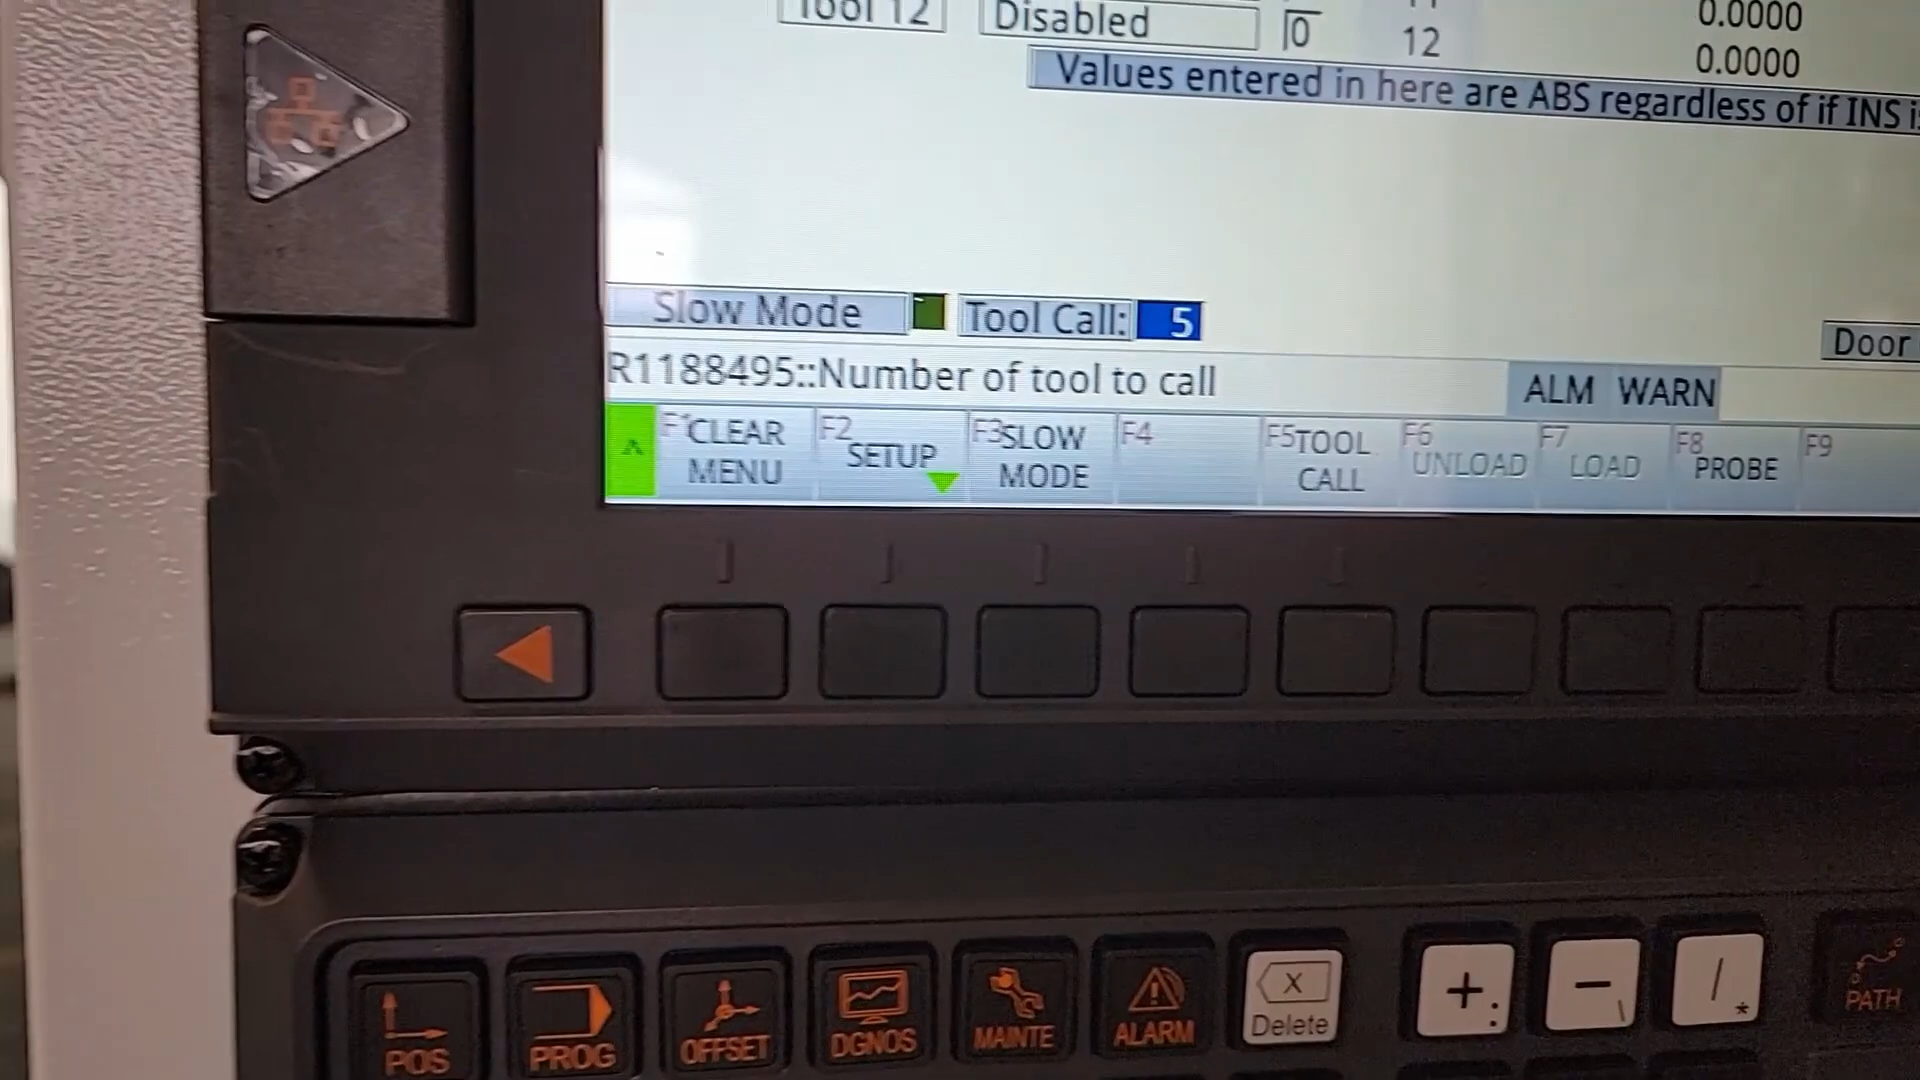 Tool 12 Disabled 0 12 0.0000
0.0000
Values entered in here are ABS regardless of if INS
Slow Mode Tool Call: 5
Door
R1188495::Number of tool to call ALM WARN
^ F1 CLEAR MENU F2 SETUP F3 SLOW MODE F4 F5 TOOL CALL F6 UNLOAD F7 LOAD F8 PROBE F9
POS PROG OFFSET DGNOS MAINTE ALARM X Delete + : - \ / * PATH